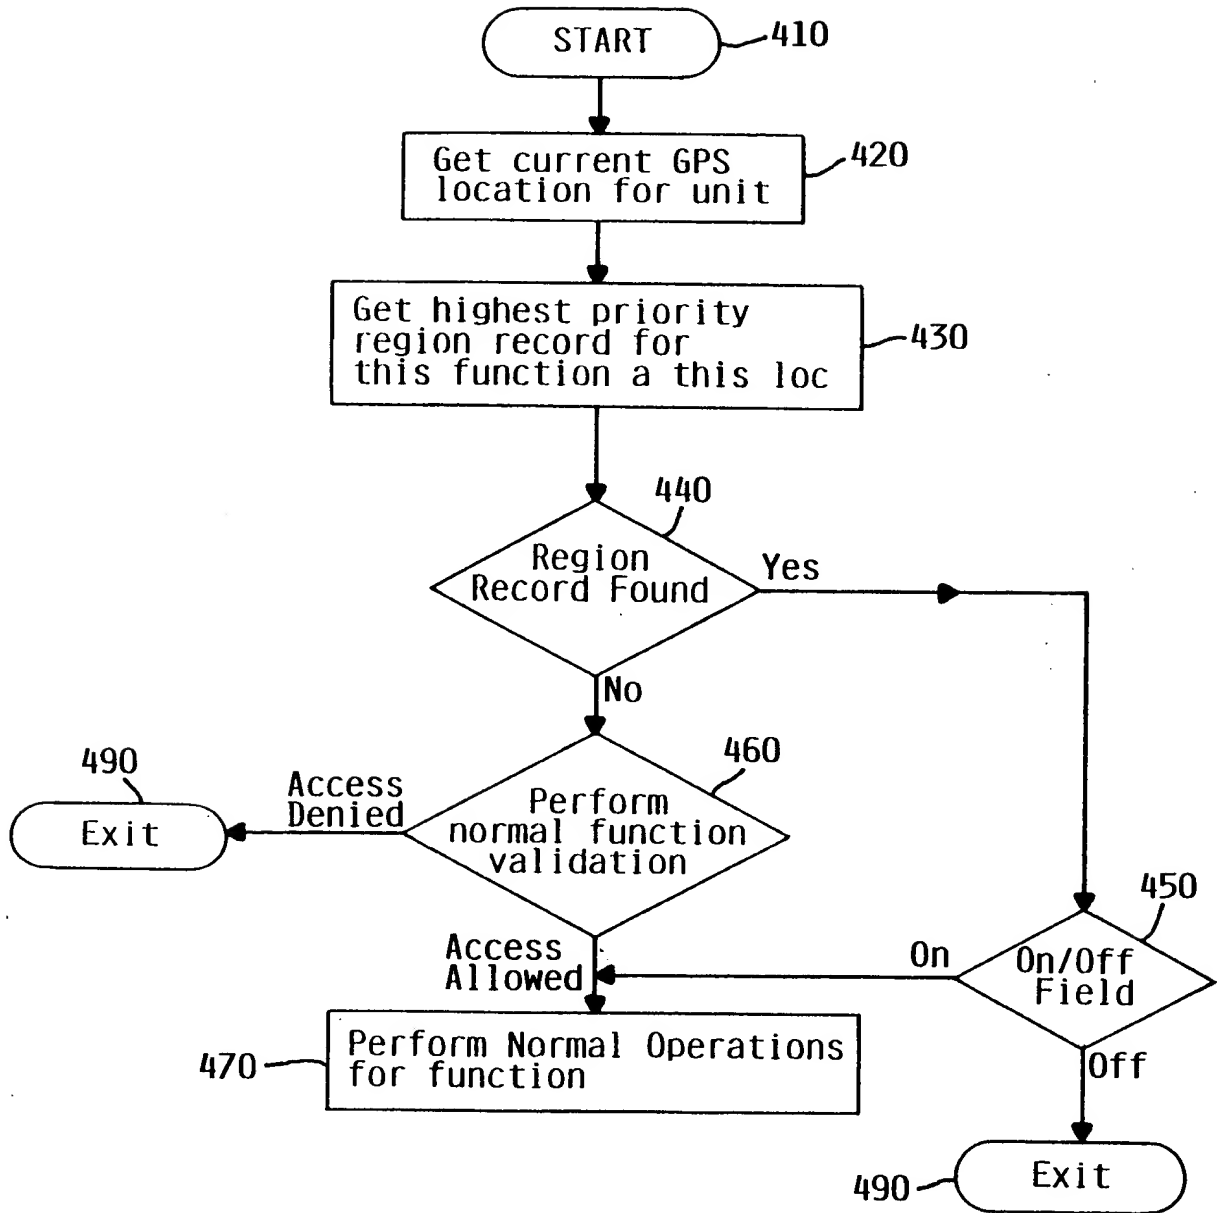 START
410
Get current GPS
location for unit
420
Get highest priority
region record for
this function a this loc
430
440
Region
Record Found
Yes
No
490
Exit
Access
Denied
460
Perform
normal function
validation
450
On
On/Off
Field
Access
Allowed
470
Perform Normal Operations
for function
Off
490
Exit